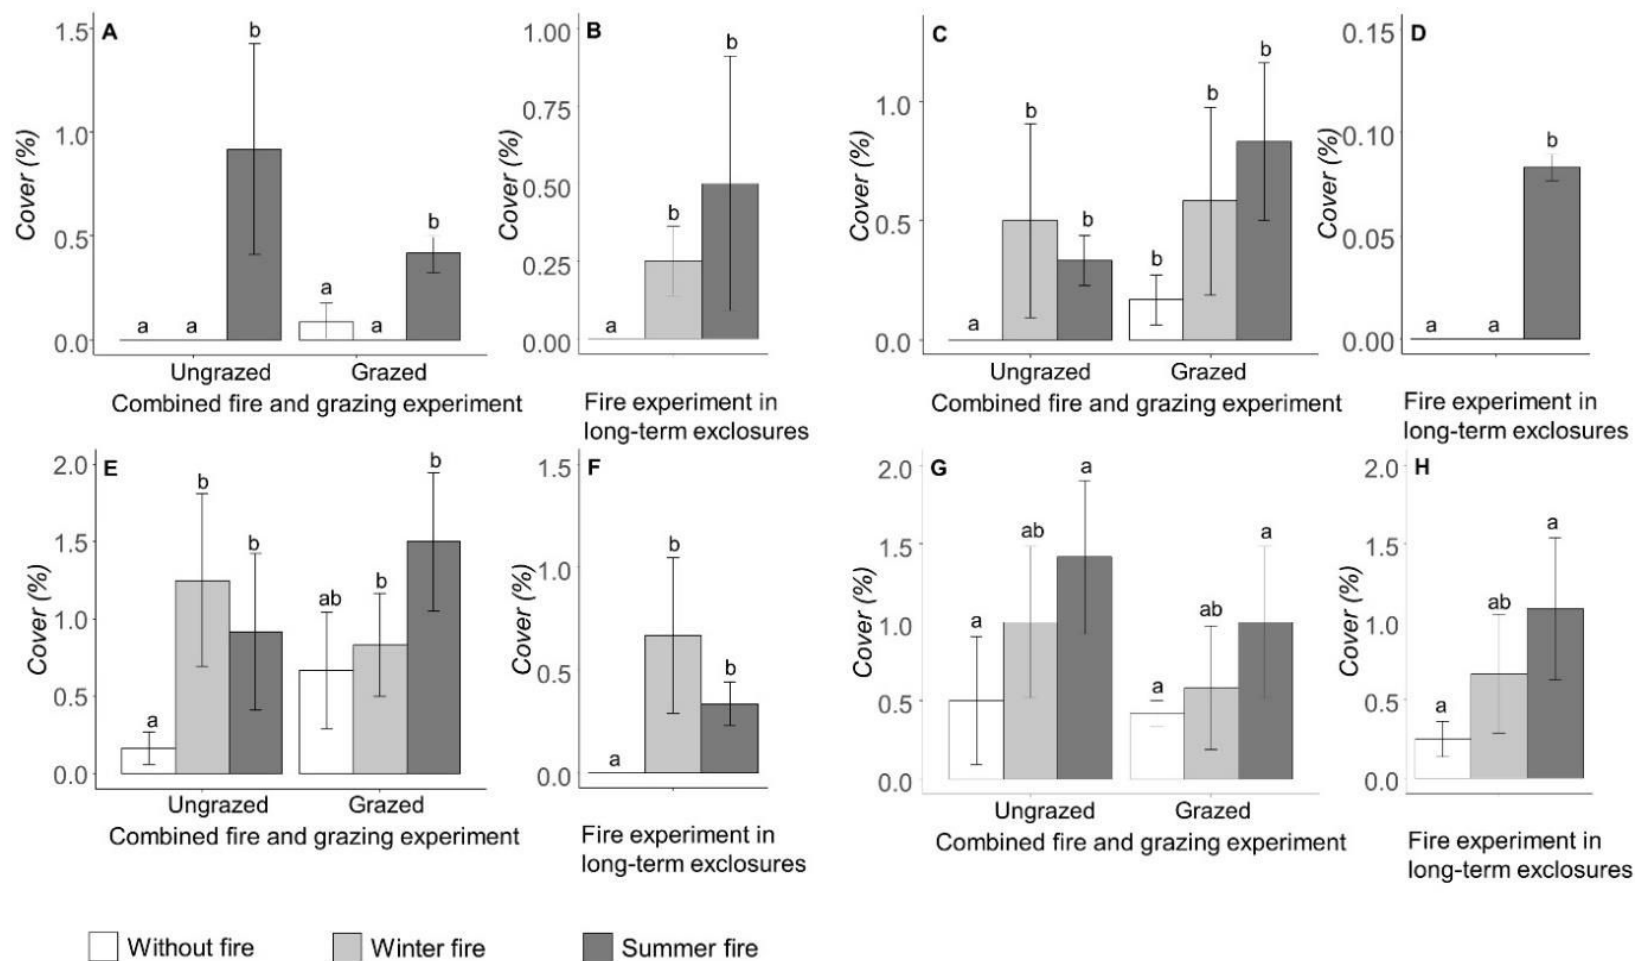 A
1.5
1.0
0.5
0.0
Cover (%)
a
a
b
a
a
b
Ungrazed
Grazed
Combined fire and grazing experiment
B
1.00
0.75
0.50
0.25
0.00
Cover (%)
a
b
b
Fire experiment in
long-term exclosures
C
1.0
0.5
0.0
Cover (%)
a
b
b
b
b
b
Ungrazed
Grazed
Combined fire and grazing experiment
D
0.15
0.10
0.05
0.00
Cover (%)
a
a
b
Fire experiment in
long-term exclosures
E
2.0
1.5
1.0
0.5
0.0
Cover (%)
a
b
b
ab
b
b
Ungrazed
Grazed
Combined fire and grazing experiment
F
1.5
1.0
0.5
0.0
Cover (%)
a
b
b
Fire experiment in
long-term exclosures
G
2.0
1.5
1.0
0.5
0.0
Cover (%)
a
ab
a
a
ab
a
Ungrazed
Grazed
Combined fire and grazing experiment
H
2.0
1.5
1.0
0.5
0.0
Cover (%)
a
ab
a
Fire experiment in
long-term exclosures
Without fire
Winter fire
Summer fire